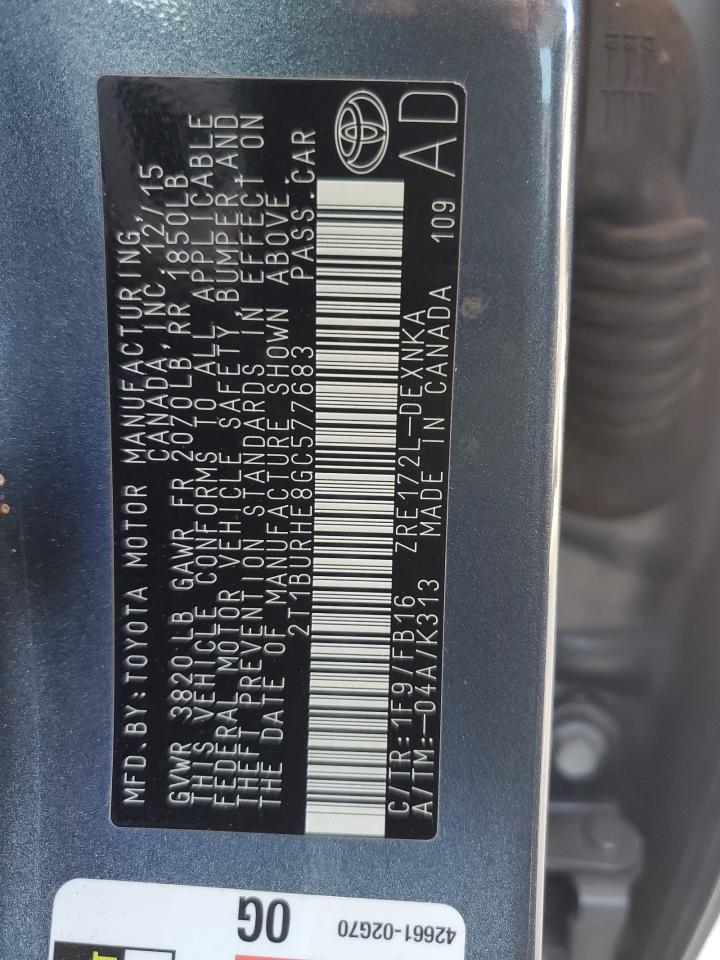 MFD.BY:TOYOTA MOTOR MANUFACTURING,
CANADA,INC. 12/15
GVWR 3820LB GAWR FR 2070LB,RR 1850LB
THIS VEHICLE CONFORMS TO ALL APPLICABLE
FEDERAL MOTOR VEHICLE SAFETY,BUMPER,AND
THEFT PREVENTION STANDARDS IN EFFECT ON
THE DATE OF MANUFACTURE SHOWN ABOVE.
2T1BURHE8GC577683 PASS.CAR
C/TR:1F9/FB16 ZRE172L-DEXNKA
A/TM:-04A/K313 MADE IN CANADA 109
AD
0G
42661-02G70